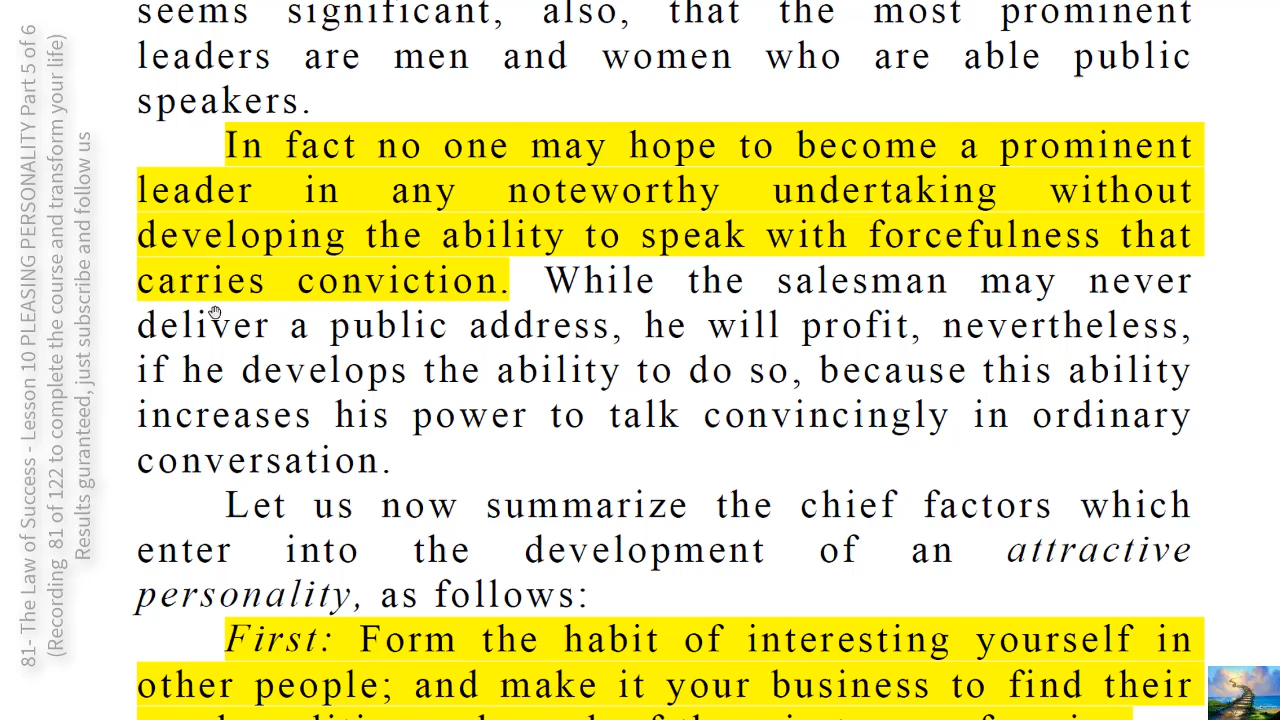 seems significant, also, that the most prominent
leaders are men and women who are able public
speakers.
In fact no one may hope to become a prominent
leader in any noteworthy undertaking without
developing the ability to speak with forcefulness that
carries conviction. While the salesman may never
deliver a public address, he will profit, nevertheless,
if he develops the ability to do so, because this ability
increases his power to talk convincingly in ordinary
conversation.
Let us now summarize the chief factors which
enter into the development of an attractive
personality, as follows:
First: Form the habit of interesting yourself in
other people; and make it your business to find their
81- The Law of Success - Lesson 10 PLEASING PERSONALITY Part 5 of 6
(Recording 81 of 122 to complete the course and transform your life)
Results guranteed, just subscribe and follow us